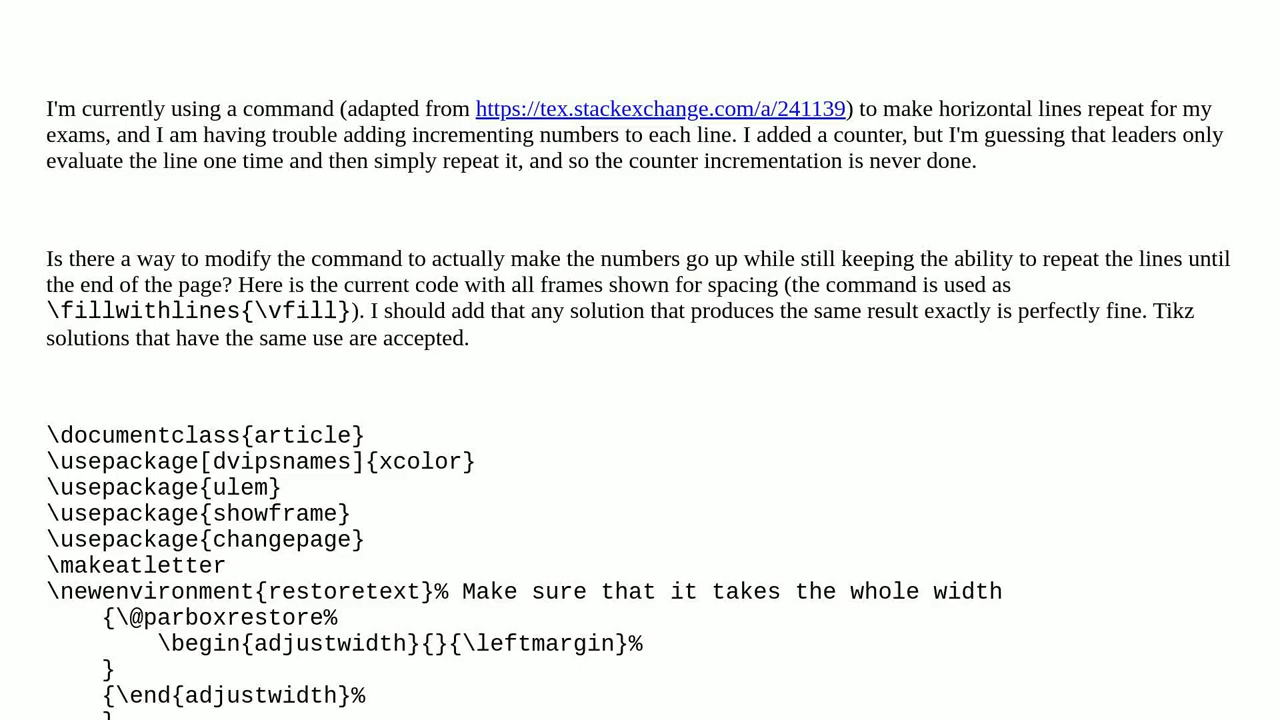 I'm currently using a command (adapted from https://tex.stackexchange.com/a/241139) to make horizontal lines repeat for my
exams, and I am having trouble adding incrementing numbers to each line. I added a counter, but I'm guessing that leaders only
evaluate the line one time and then simply repeat it, and so the counter incrementation is never done.
Is there a way to modify the command to actually make the numbers go up while still keeping the ability to repeat the lines until
the end of the page? Here is the current code with all frames shown for spacing (the command is used as
\fillwithlines{\vfill}). I should add that any solution that produces the same result exactly is perfectly fine. Tikz
solutions that have the same use are accepted.
\documentclass{article}
\usepackage[dvipsnames]{xcolor}
\usepackage{ulem}
\usepackage{showframe}
\usepackage{changepage}
\makeatletter
\newenvironment{restoretext}% Make sure that it takes the whole width
    {\@parboxrestore%
        \begin{adjustwidth}{}{\leftmargin}%
    }
    {\end{adjustwidth}%
    }